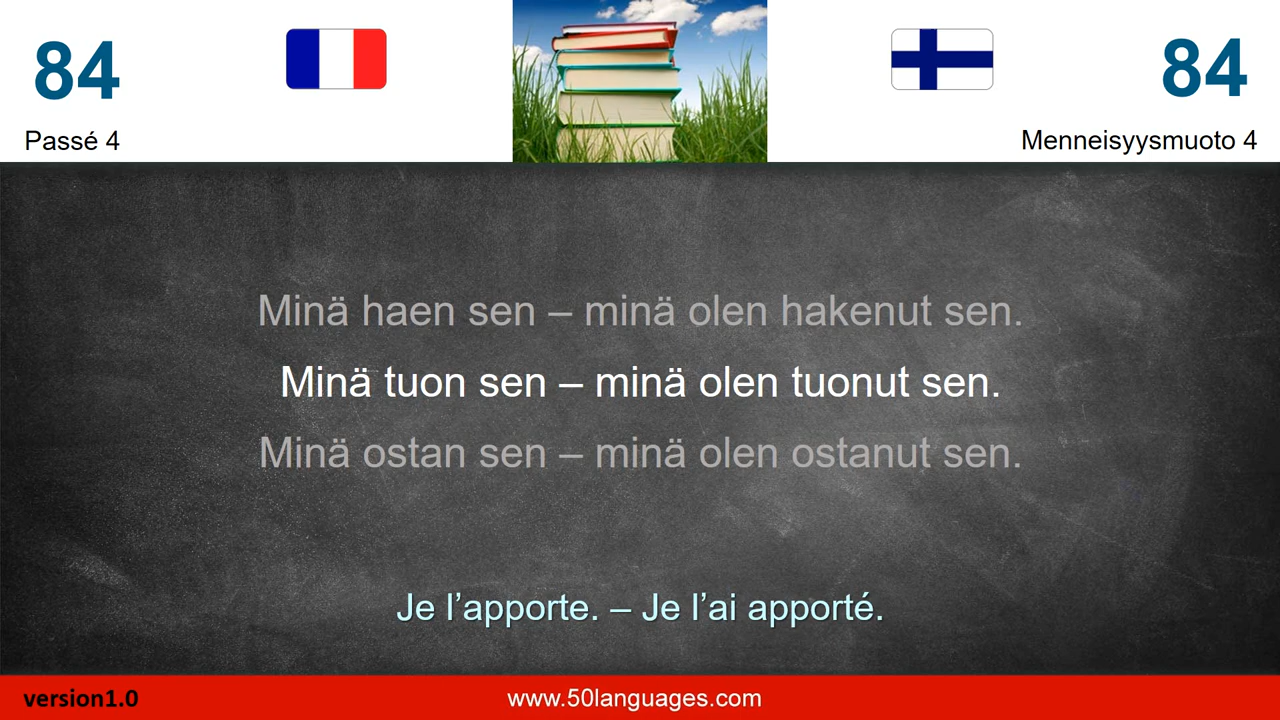 84
84
Passé 4
Menneisyysmuoto 4
Minä haen sen – minä olen hakenut sen.
Minä tuon sen – minä olen tuonut sen.
Minä ostan sen – minä olen ostanut sen.
Je l’apporte. – Je l’ai apporté.
version1.0
www.50languages.com